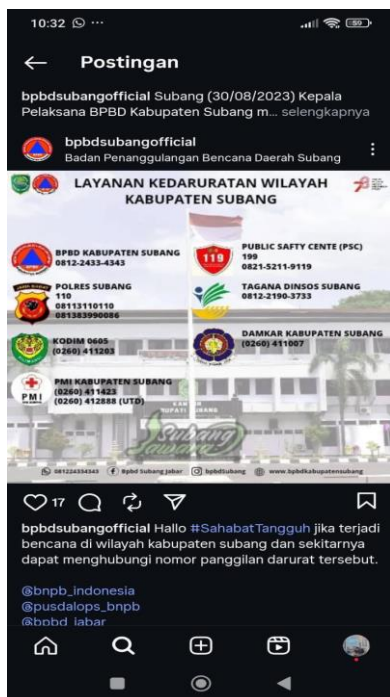 10:32
59
Postingan
bpbdsubangofficial Subang (30/08/2023) Kepala
Pelaksana BPBD Kabupaten Subang m... selengkapnya
bpbdsubangofficial
Badan Penanggulangan Bencana Daerah Subang
LAYANAN KEDARURATAN WILAYAH
KABUPATEN SUBANG
78
BPBD KABUPATEN SUBANG
0812-2433-4343
119
PUBLIC SAFTY CENTE (PSC)
199
0821-5211-9119
POLRES SUBANG
110
08113110110
081383990086
TAGANA DINSOS SUBANG
0812-2190-3733
KODIM 0605
(0260) 411203
DAMKAR KABUPATEN SUBANG
(0260) 411007
PMI
PMI KABUPATEN SUBANG
(0260) 411423
(0260) 412888 (UTD)
Subang
Jawara
081224334343
Bpbd Subang Jabar
bpbdtsubang
www.bpbdkabupatensubang
17
bpbdsubangofficial Hallo #SahabatTangguh jika terjadi
bencana di wilayah kabupaten subang dan sekitarnya
dapat menghubungi nomor panggilan darurat tersebut.
@bnpb_indonesia
@pusdalops_bnpb
@bpbd_jabar